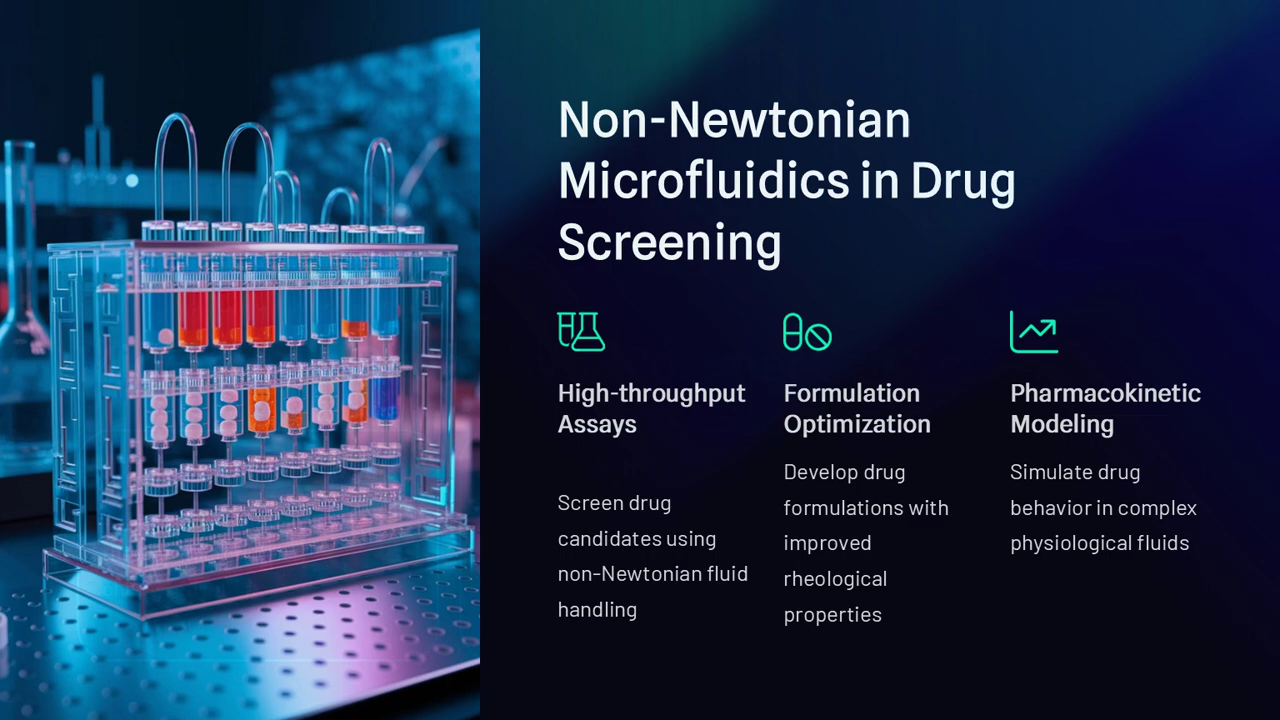 Non-Newtonian
Microfluidics in Drug
Screening
High-throughput
Assays
Screen drug
candidates using
non-Newtonian fluid
handling
Formulation
Optimization
Develop drug
formulations with
improved
rheological
properties
Pharmacokinetic
Modeling
Simulate drug
behavior in complex
physiological fluids